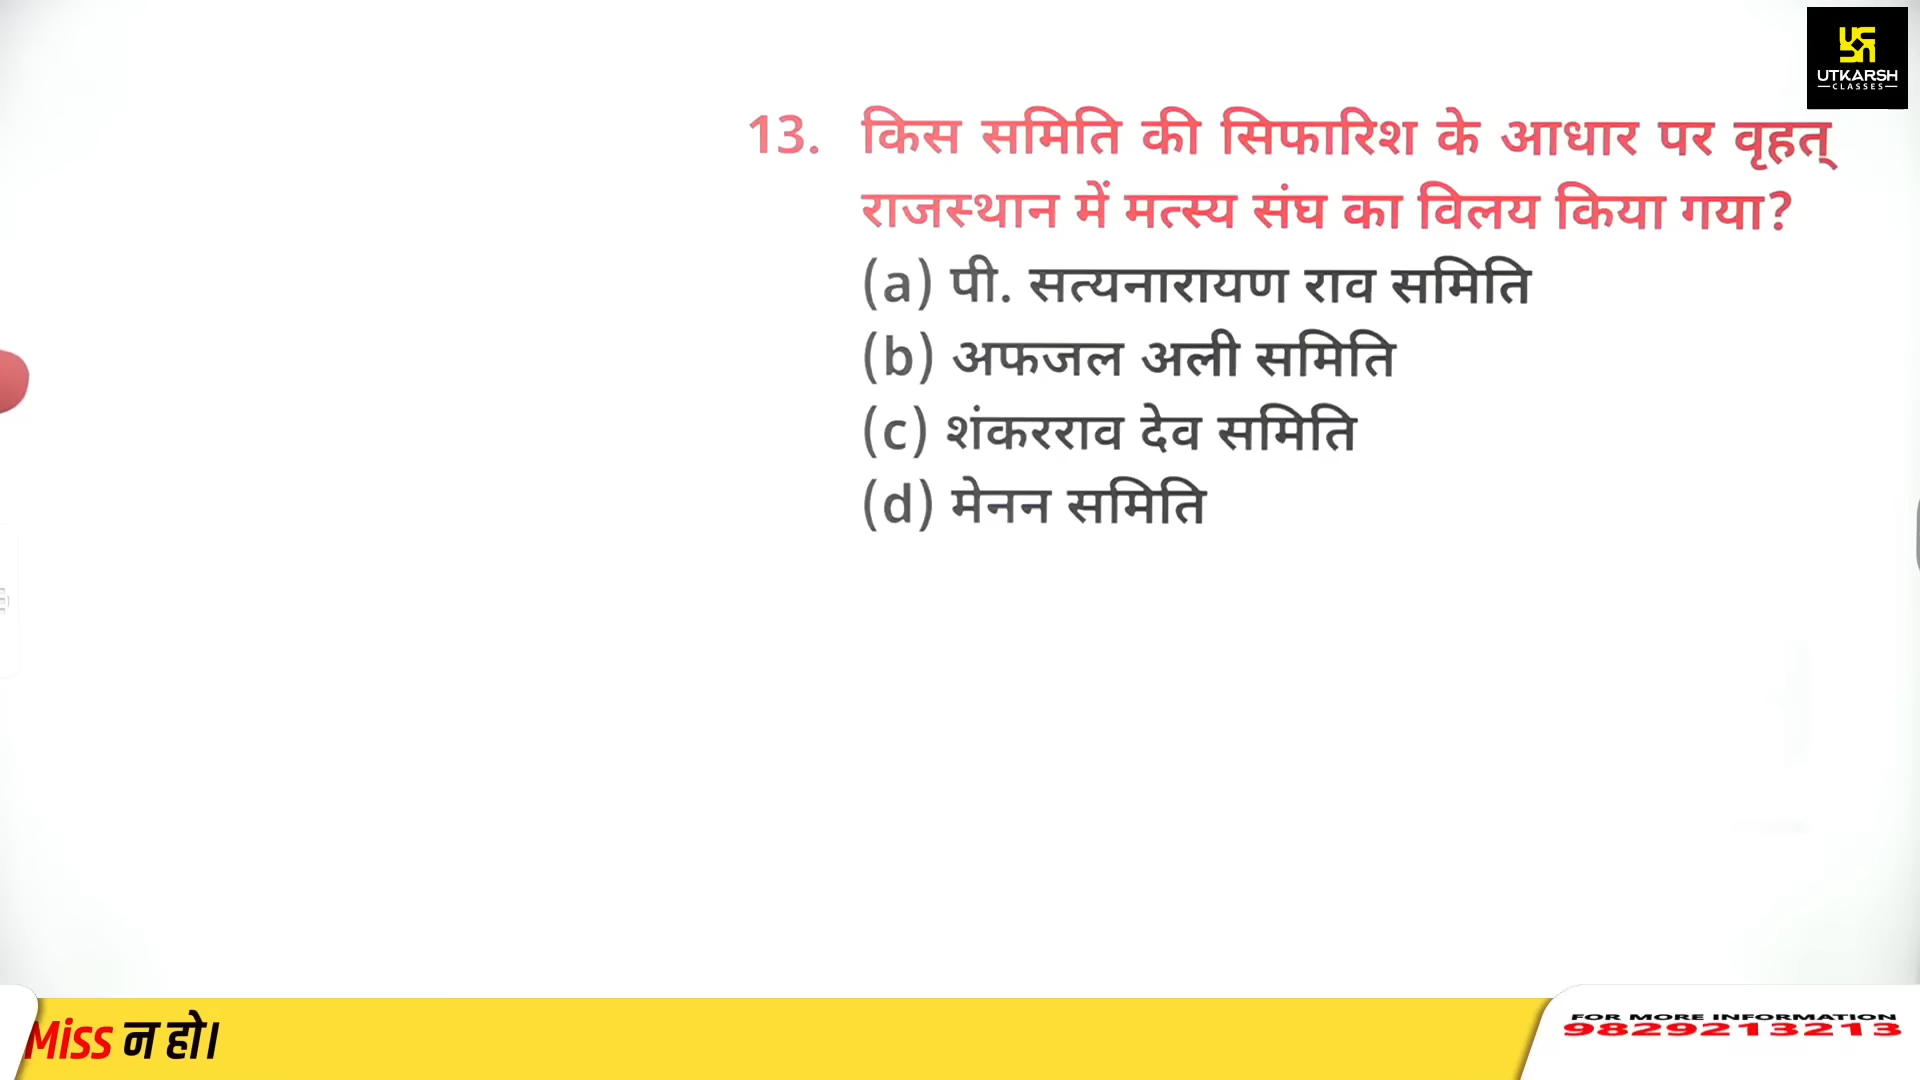 UTKARSH
CLASSES
13. किस समिति की सिफारिश के आधार पर वृहत्
राजस्थान में मत्स्य संघ का विलय किया गया?
(a) पी. सत्यनारायण राव समिति
(b) अफजल अली समिति
(c) शंकरराव देव समिति
(d) मेनन समिति
Miss न हो।
FOR MORE INFORMATION
9829213213